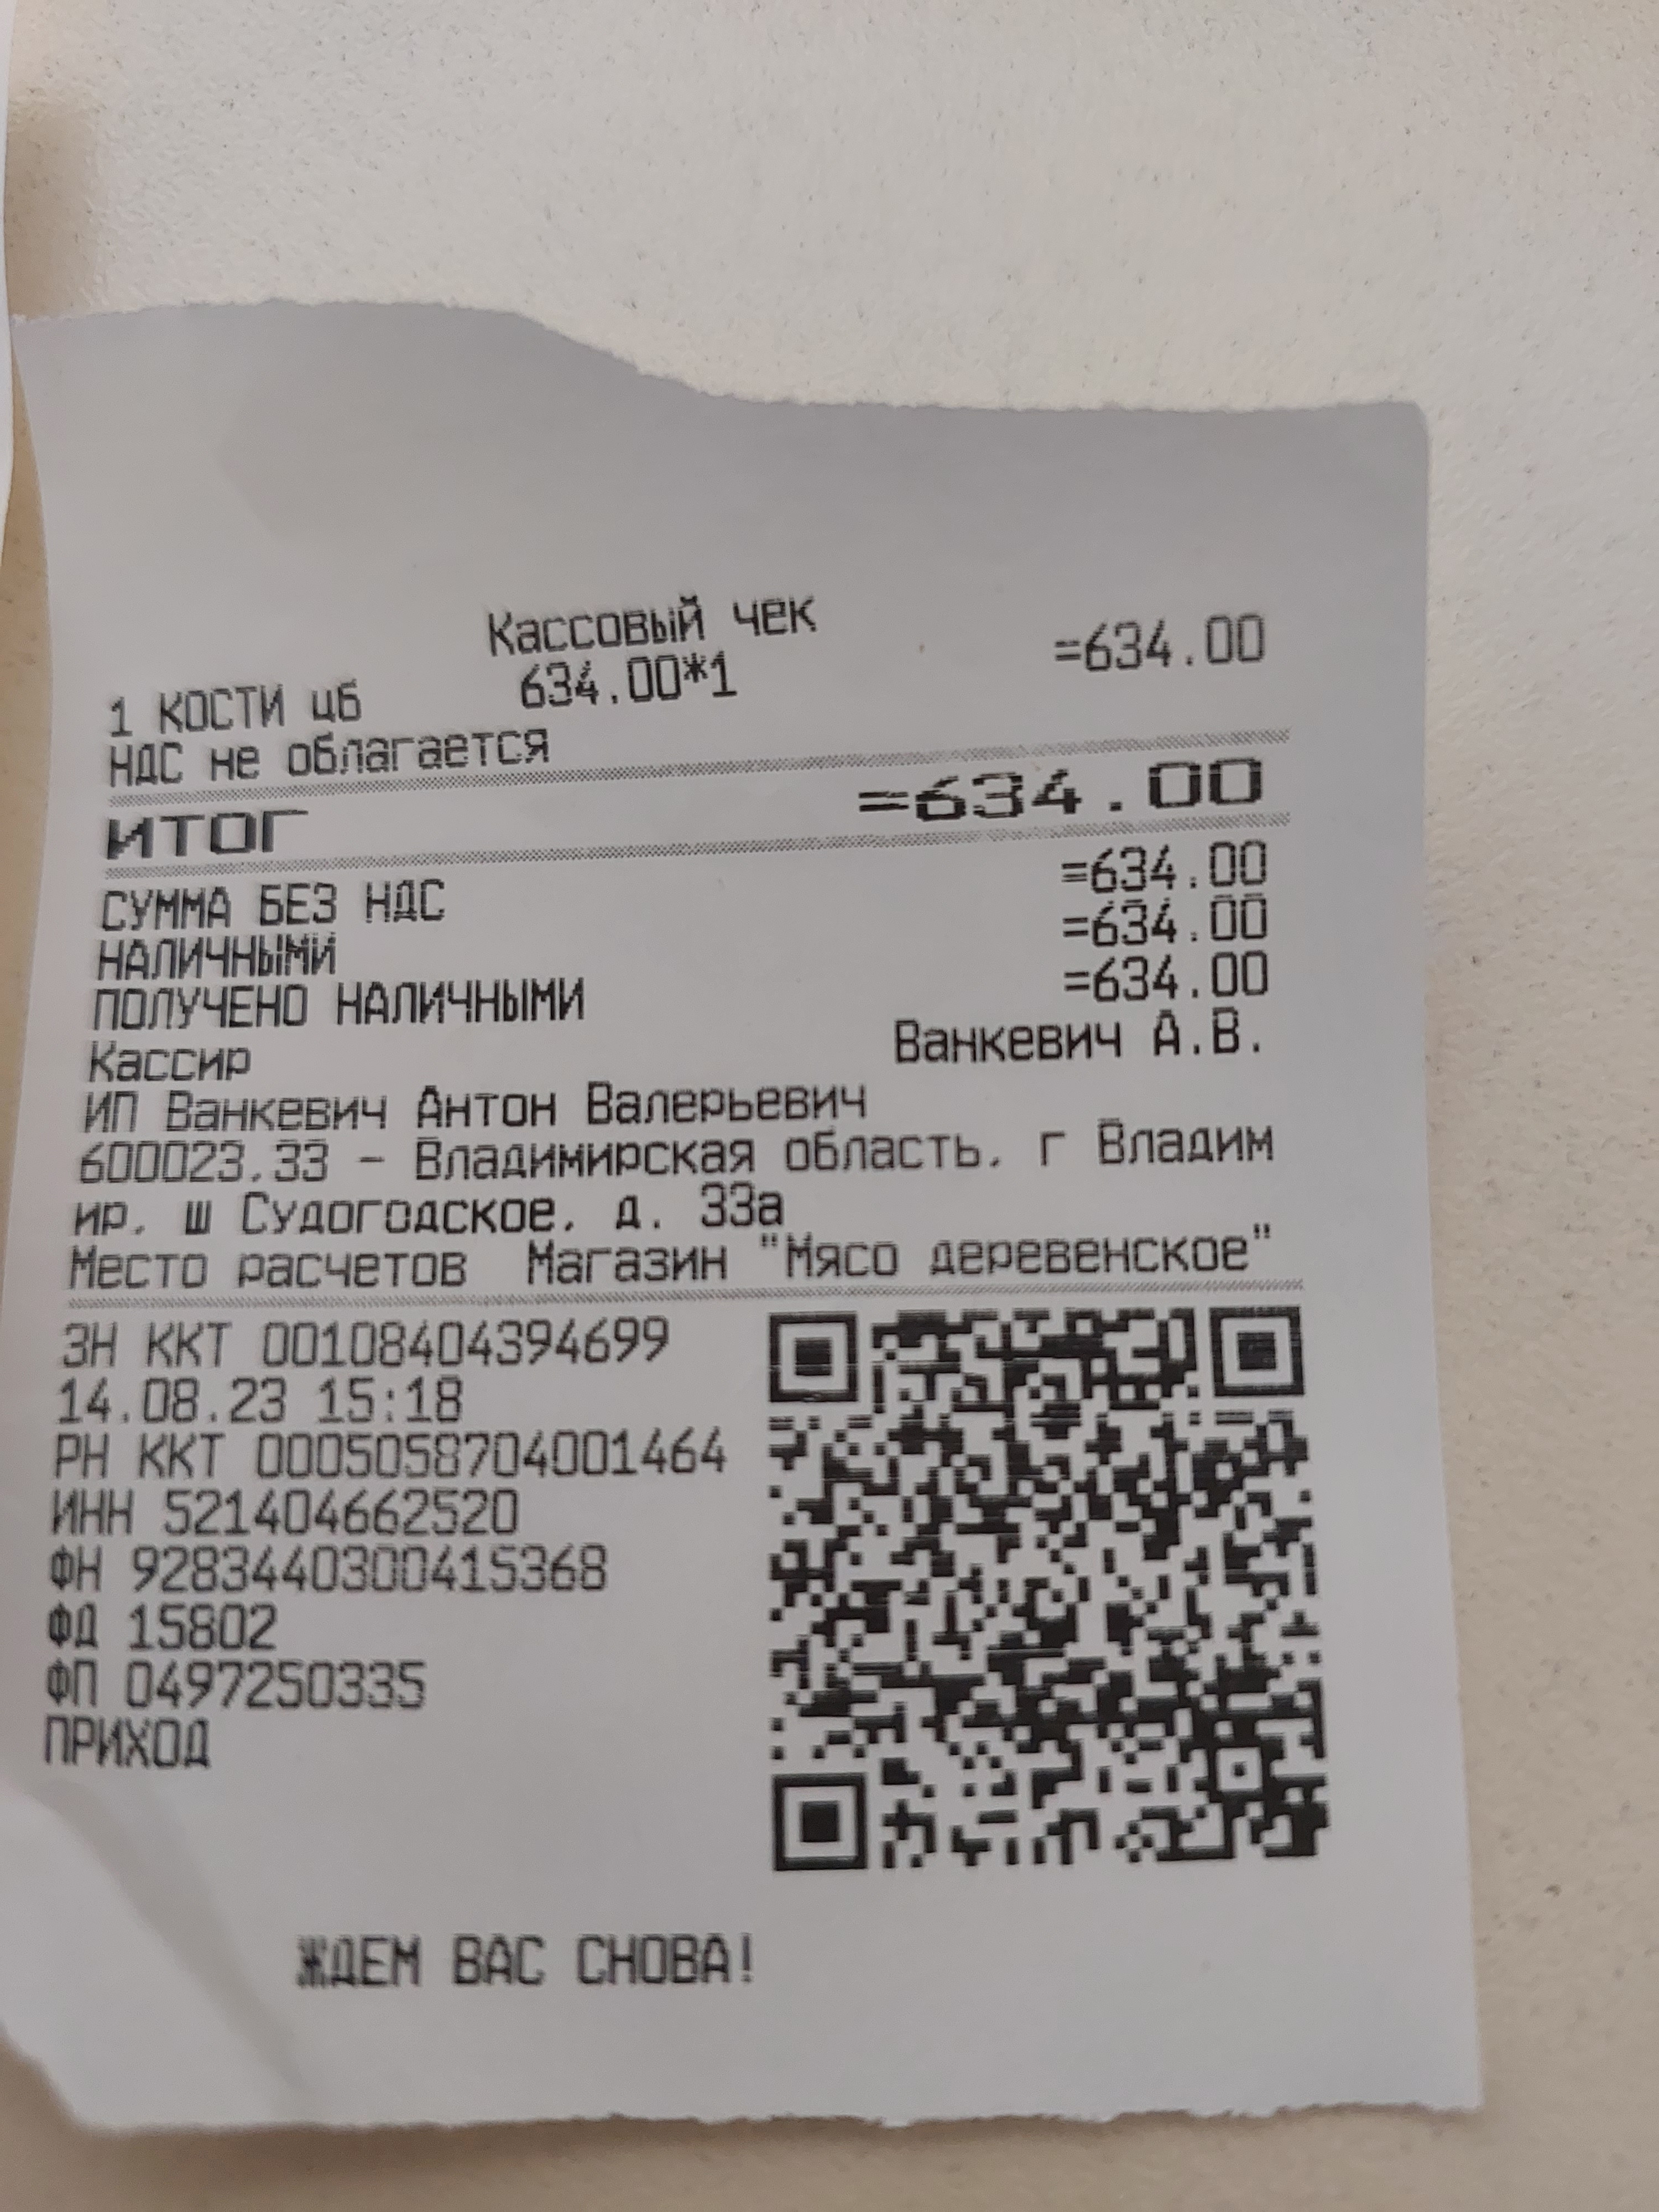 Кассовый чек
1 КОСТИ цб 634.00*1 =634.00
НДС не облагается
ИТОГ =634.00
СУММА БЕЗ НДС =634.00
НАЛИЧНЫМИ =634.00
ПОЛУЧЕНО НАЛИЧНЫМИ =634.00
Кассир Ванкевич А.В.
ИП Ванкевич Антон Валерьевич
600023,33 - Владимирская область, г Владим
ир, ш Судогодское, д. 33а
Место расчетов Магазин "Мясо деревенское"
ЗН ККТ 00108404394699
14.08.23 15:18
РН ККТ 0005058704001464
ИНН 521404662520
ФН 9283440300415368
ФД 15802
ФП 0497250335
ПРИХОД
ЖДЕМ ВАС СНОВА!